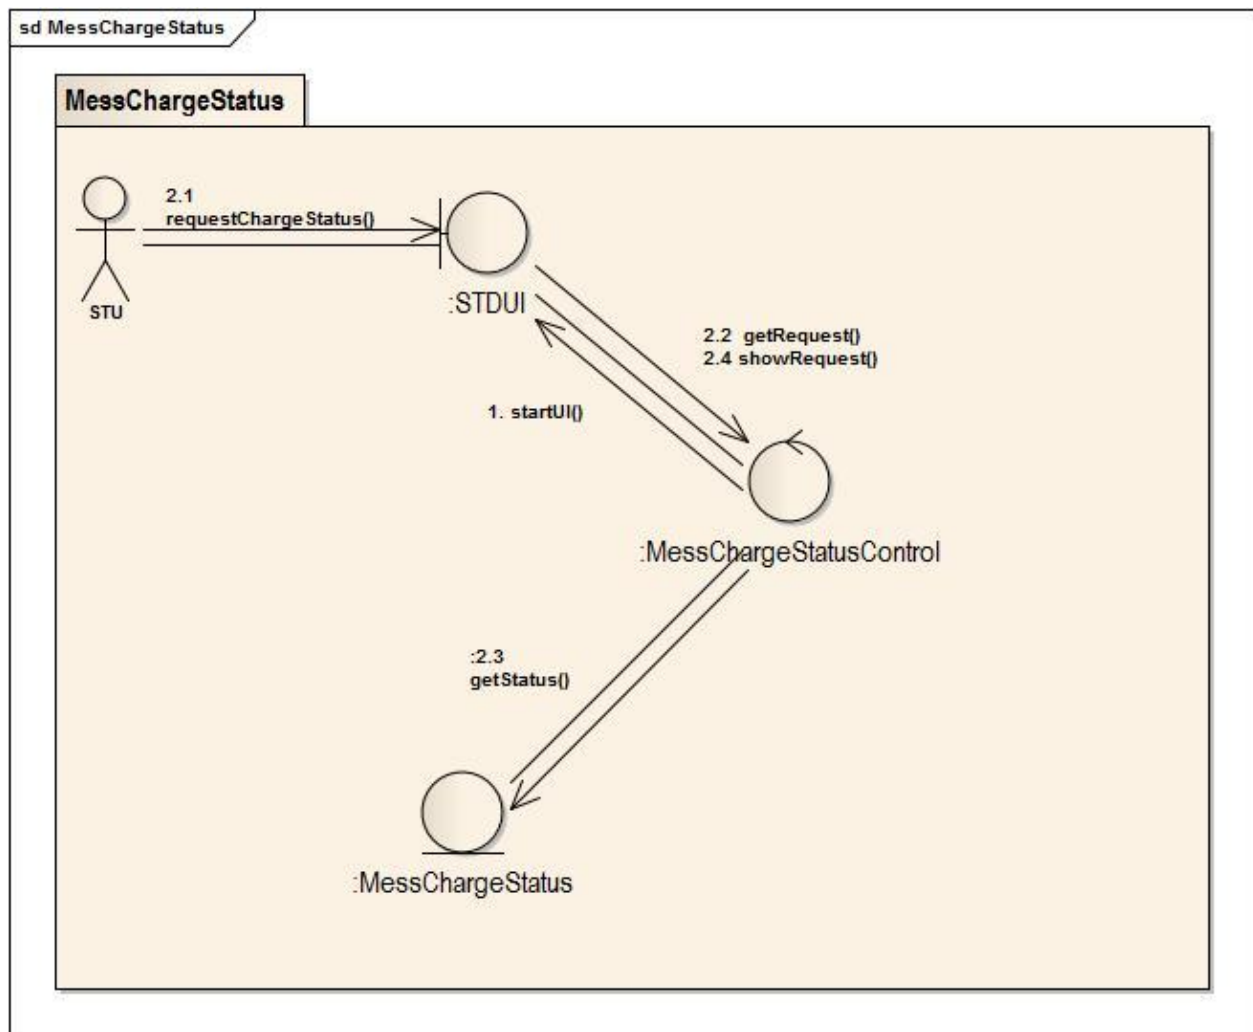 sd MessChargeStatus
MessChargeStatus
2.1
requestChargeStatus()
STU
:STDUI
2.2 getRequest()
2.4 showRequest()
1. startUI()
:MessChargeStatusControl
:2.3
getStatus()
:MessChargeStatus